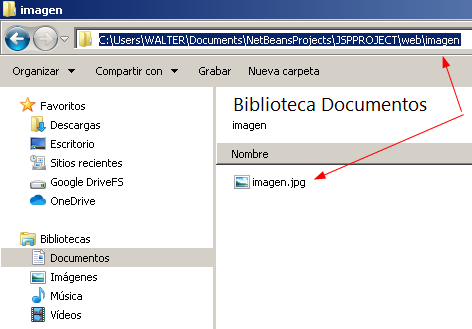 imagen
C:\Users\WALTER\Documents\NetBeansProjects\JSPPROJECT\web\imagen
Organizar Compartir con Grabar Nueva carpeta
Favoritos
Descargas
Escritorio
Sitios recientes
Google DriveFS
OneDrive
Bibliotecas
Documentos
Imágenes
Música
Vídeos
Biblioteca Documentos
imagen
Nombre
imagen.jpg